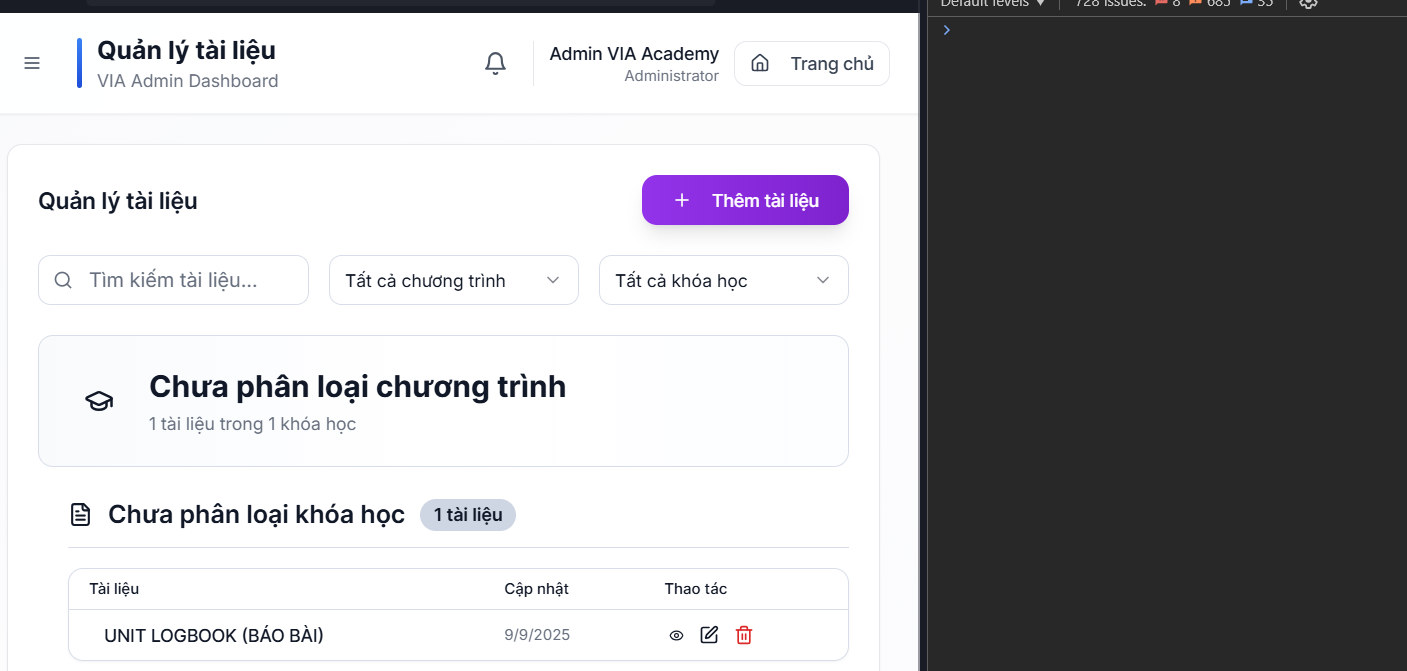 Default levels 728 Issues: 8 685 35
Quản lý tài liệu
VIA Admin Dashboard
Admin VIA Academy
Administrator
Trang chủ
Quản lý tài liệu
Thêm tài liệu
Tìm kiếm tài liệu...
Tất cả chương trình
Tất cả khóa học
Chưa phân loại chương trình
1 tài liệu trong 1 khóa học
Chưa phân loại khóa học
1 tài liệu
Tài liệu Cập nhật Thao tác
UNIT LOGBOOK (BÁO BÀI) 9/9/2025